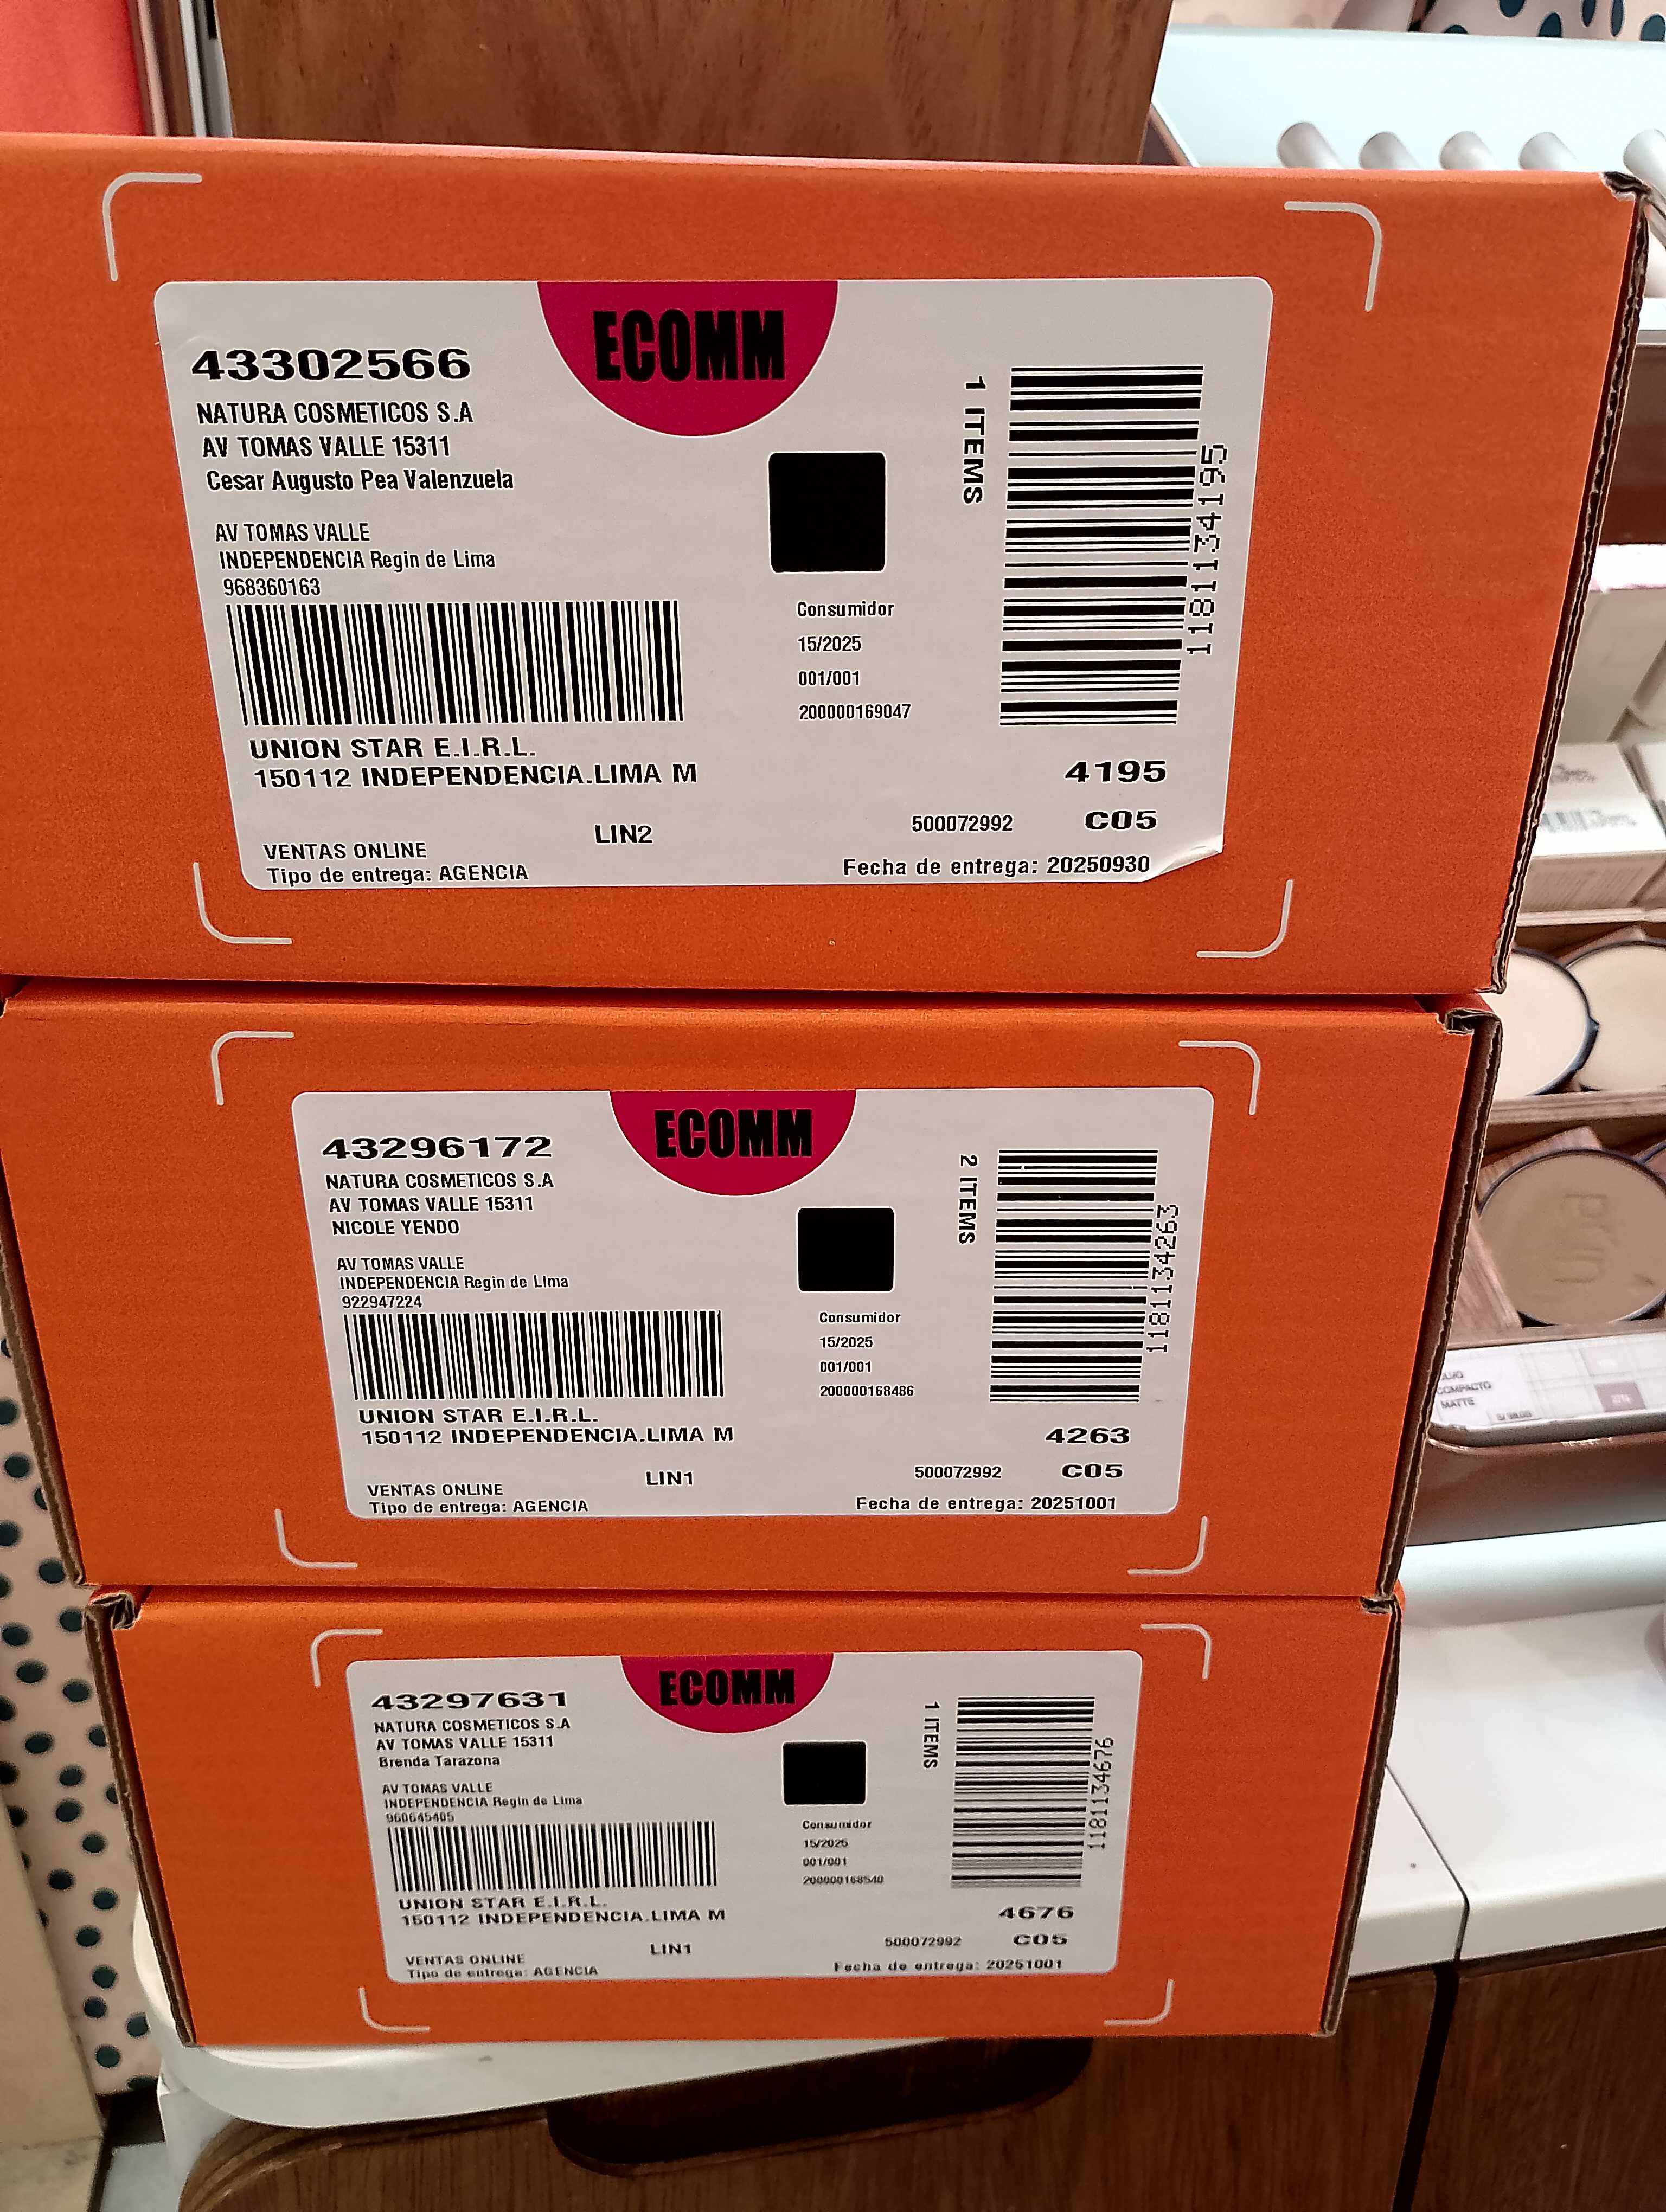 ECOMM
43302566
NATURA COSMETICOS S.A
AV TOMAS VALLE 15311
Cesar Augusto Pea Valenzuela
AV TOMAS VALLE
INDEPENDENCIA Regin de Lima
968360163
1 ITEMS
1181134195
Consumidor
15/2025
001/001
200000169047
UNION STAR E.I.R.L.
150112 INDEPENDENCIA.LIMA M
4195
LIN2
500072992 C05
VENTAS ONLINE
Tipo de entrega: AGENCIA
Fecha de entrega: 20250930
ECOMM
43296172
NATURA COSMETICOS S.A
AV TOMAS VALLE 15311
NICOLE YENDO
AV TOMAS VALLE
INDEPENDENCIA Regin de Lima
922947224
2 ITEMS
1181134263
Consumidor
15/2025
001/001
200000168486
UNION STAR E.I.R.L.
150112 INDEPENDENCIA.LIMA M
4263
LIN1
500072992 C05
VENTAS ONLINE
Tipo de entrega: AGENCIA
Fecha de entrega: 20251001
ECOMM
43297631
NATURA COSMETICOS S.A
AV TOMAS VALLE 15311
Brenda Tarazona
AV TOMAS VALLE
INDEPENDENCIA Regin de Lima
960645405
1 ITEMS
1181134676
Consumidor
15/2025
001/001
200000168540
UNION STAR E.I.R.L.
150112 INDEPENDENCIA.LIMA M
4676
LIN1
500072992 C05
VENTAS ONLINE
Tipo de entrega: AGENCIA
Fecha de entrega: 20251001
COMPACTO
MATTE